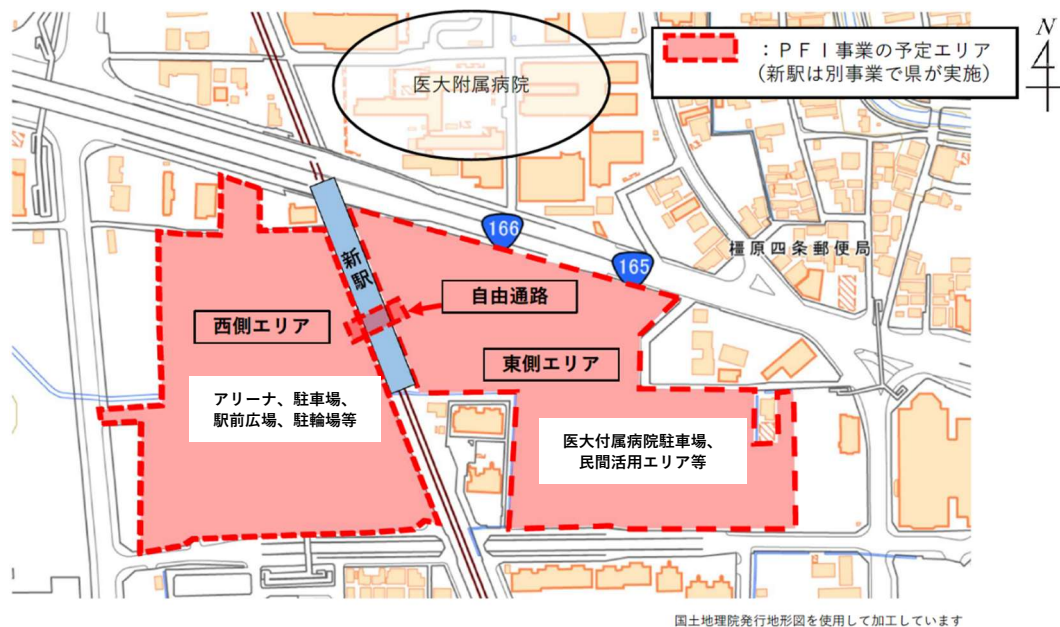 医大附属病院
：ＰＦＩ事業の予定エリア
(新駅は別事業で県が実施)
N
4
166
165
橿原四条郵便局
新駅
自由通路
西側エリア
東側エリア
アリーナ、駐車場、
駅前広場、駐輪場等
医大付属病院駐車場、
民間活用エリア等
国土地理院発行地形図を使用して加工しています